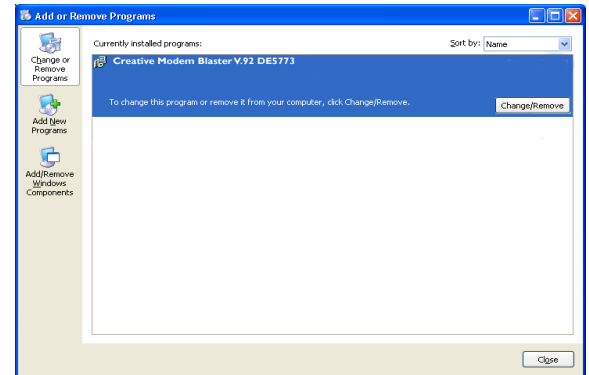 Add or Remove Programs
Change or
Remove
Programs
Currently installed programs:
Sort by: Name
Creative Modem Blaster V.92 DE5773
To change this program or remove it from your computer, click Change/Remove.
Change/Remove
Add New
Programs
Add/Remove
Windows
Components
Close